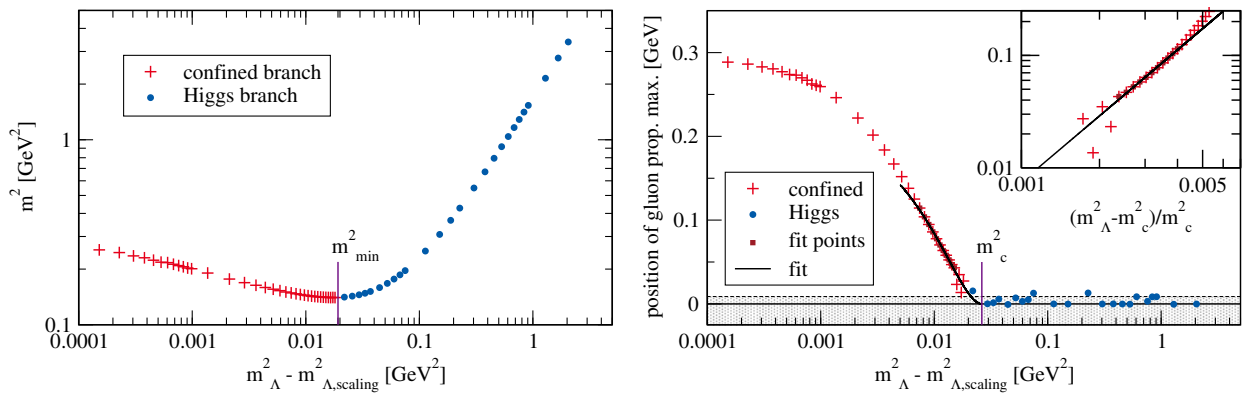 confined branch
Higgs branch
m²min
1
0.1
0.0001
0.001
0.01
0.1
1
m² [GeV²]
m²Λ - m²Λ,scaling [GeV²]
0.3
0.2
0.1
0
position of gluon prop. max. [GeV]
confined
Higgs
fit points
fit
m²c
0.1
0.01
0.001
0.005
(m²Λ-m²c)/m²c
0.0001
0.001
0.01
0.1
1
m²Λ - m²Λ,scaling [GeV²]